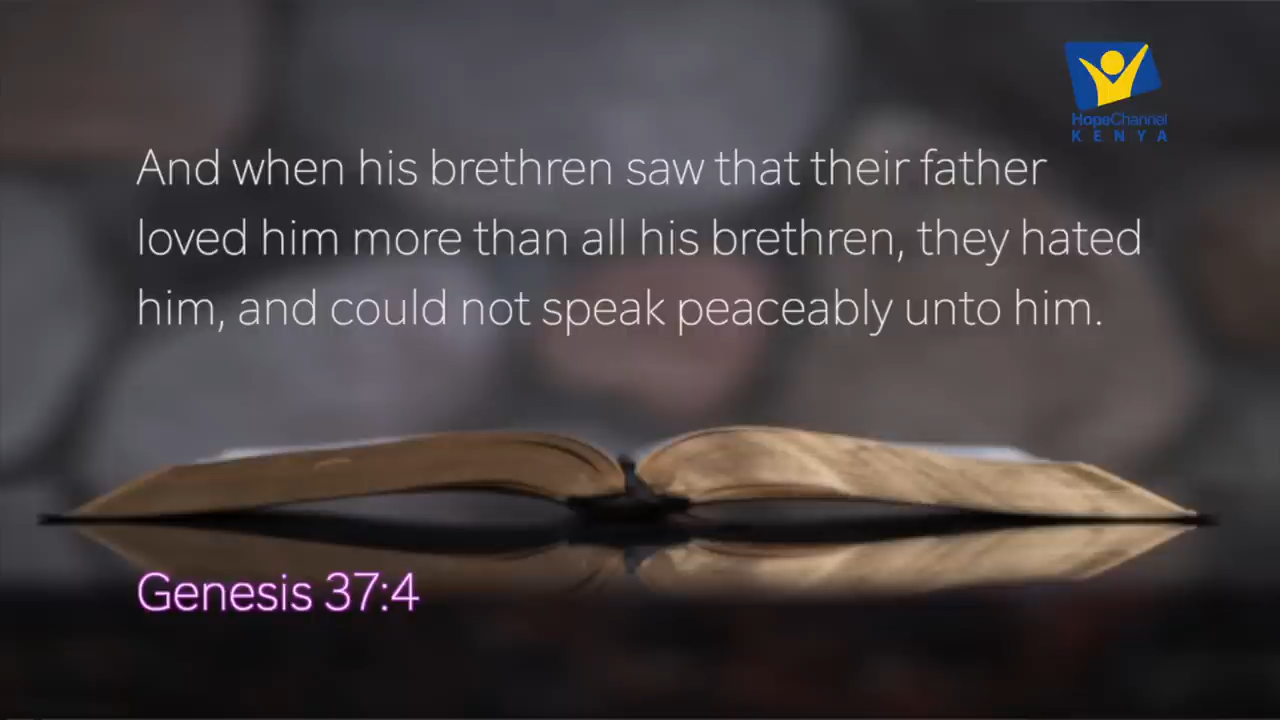 HopeChannel
KENYA
And when his brethren saw that their father
loved him more than all his brethren, they hated
him, and could not speak peaceably unto him.
Genesis 37:4